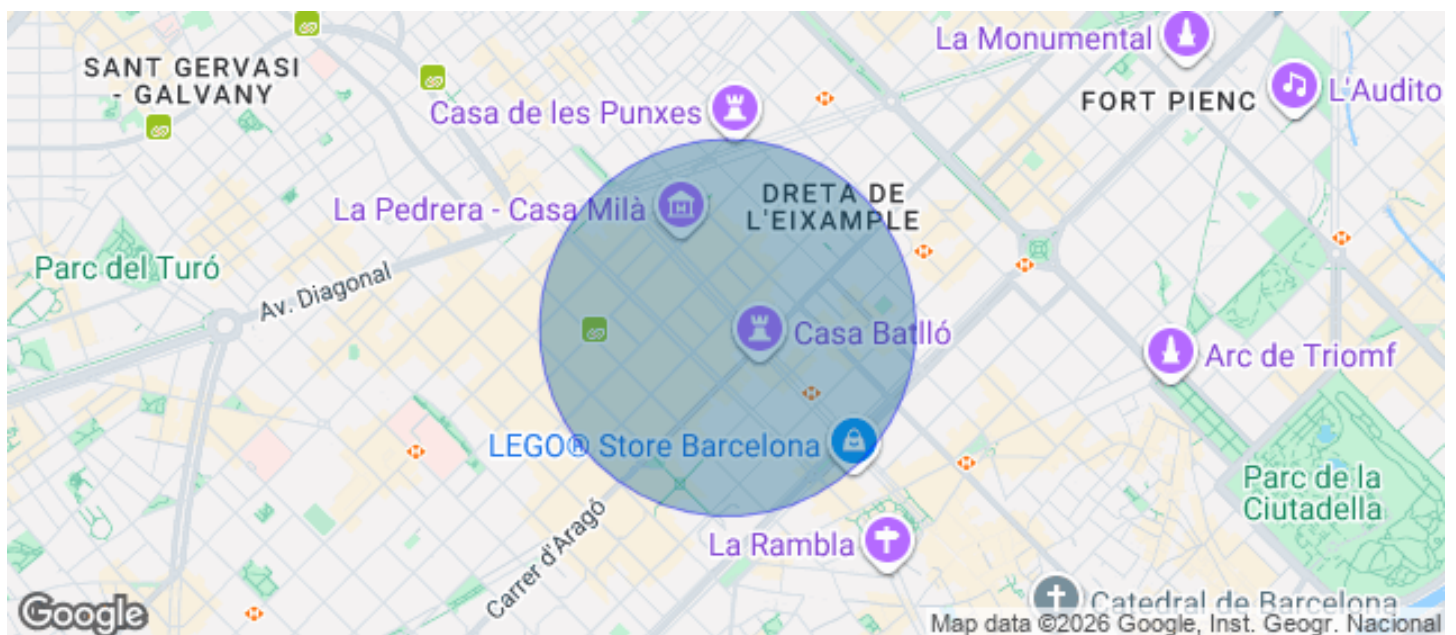 La Monumental
SANT GERVASI
- GALVANY
L'Audito
FORT PIENC
Casa de les Punxes
DRETA DE
L'EIXAMPLE
La Pedrera - Casa Milà
Parc del Turó
Av. Diagonal
Casa Batlló
Arc de Triomf
LEGO® Store Barcelona
Parc de la
Ciutadella
Carrer d'Aragó
La Rambla
Catedral de Barcelona
Google
Map data ©2026 Google, Inst. Geogr. Nacional